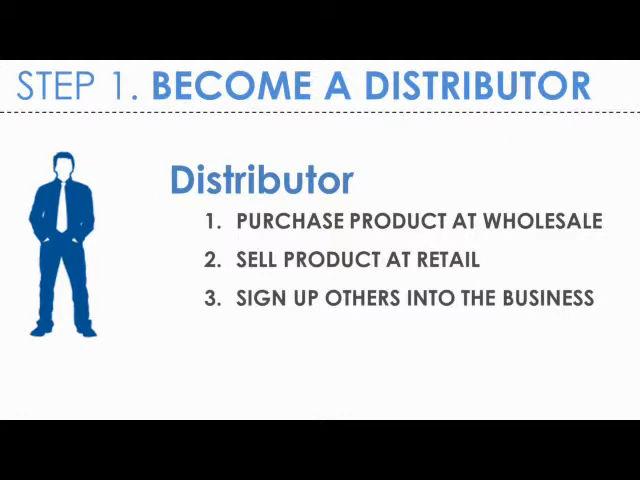 STEP 1. BECOME A DISTRIBUTOR
Distributor
1. PURCHASE PRODUCT AT WHOLESALE
2. SELL PRODUCT AT RETAIL
3. SIGN UP OTHERS INTO THE BUSINESS